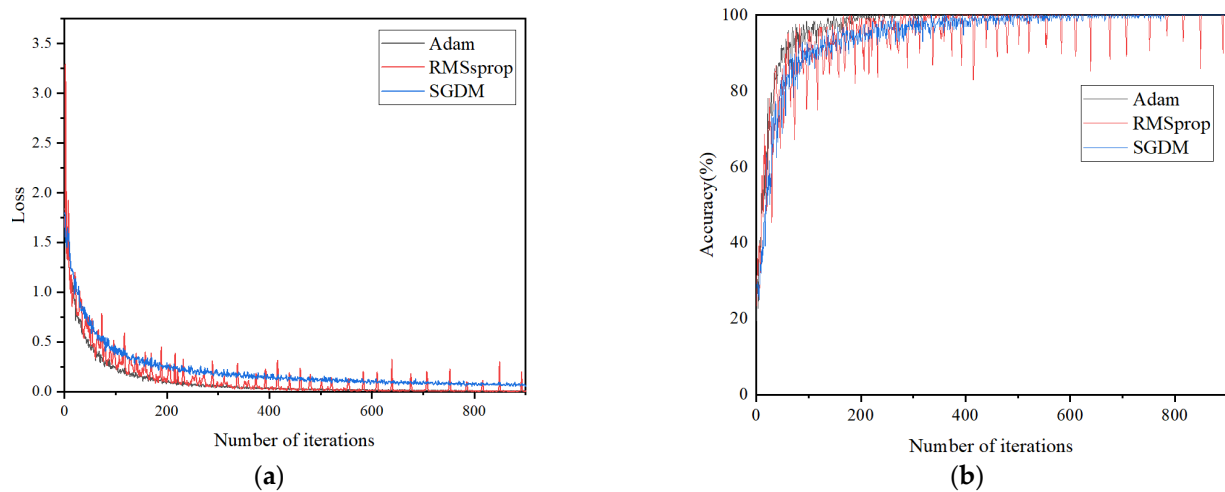 (a)
3.5
3.0
2.5
2.0
1.5
1.0
0.5
0.0
Loss
Adam
RMSsprop
SGDM
0
200
400
600
800
Number of iterations
(a)
(b)
100
80
60
40
20
0
Accuracy(%)
Adam
RMSprop
SGDM
0
200
400
600
800
Number of iterations
(b)